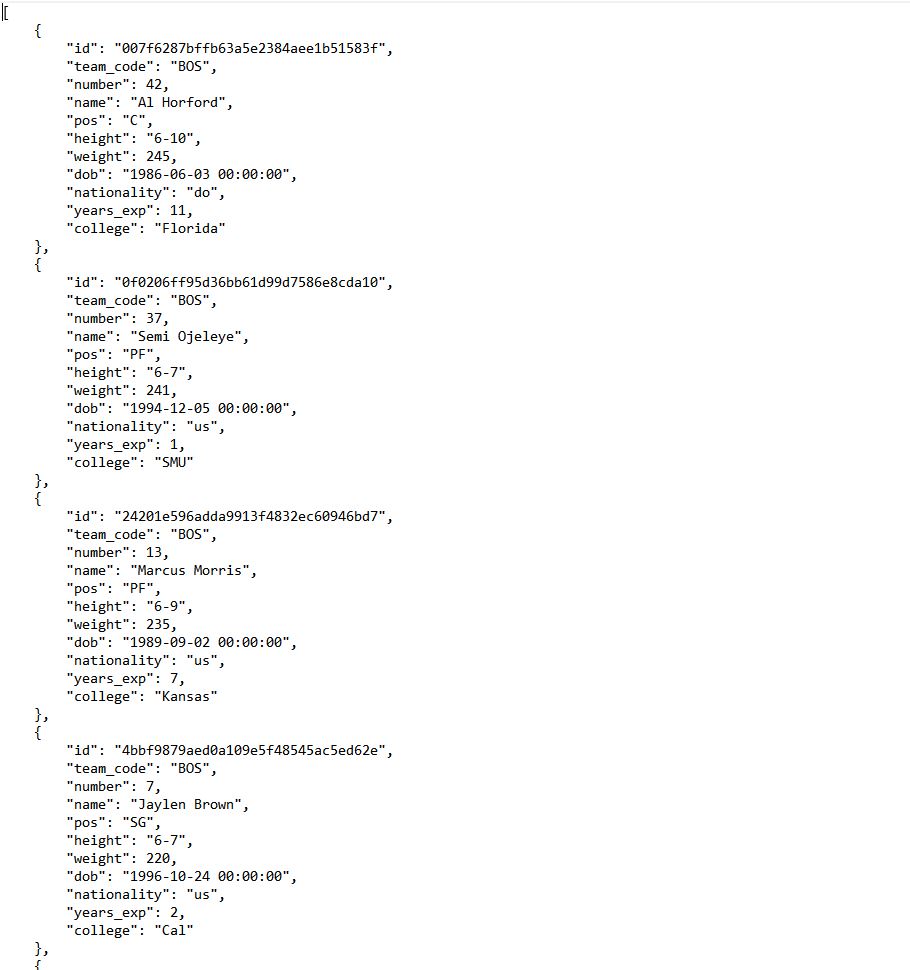 [
    {
        "id": "007f6287bffb63a5e2384aee1b51583f",
        "team_code": "BOS",
        "number": 42,
        "name": "Al Horford",
        "pos": "C",
        "height": "6-10",
        "weight": 245,
        "dob": "1986-06-03 00:00:00",
        "nationality": "do",
        "years_exp": 11,
        "college": "Florida"
    },
    {
        "id": "0f0206ff95d36bb61d99d7586e8cda10",
        "team_code": "BOS",
        "number": 37,
        "name": "Semi Ojeleye",
        "pos": "PF",
        "height": "6-7",
        "weight": 241,
        "dob": "1994-12-05 00:00:00",
        "nationality": "us",
        "years_exp": 1,
        "college": "SMU"
    },
    {
        "id": "24201e596adda9913f4832ec60946bd7",
        "team_code": "BOS",
        "number": 13,
        "name": "Marcus Morris",
        "pos": "PF",
        "height": "6-9",
        "weight": 235,
        "dob": "1989-09-02 00:00:00",
        "nationality": "us",
        "years_exp": 7,
        "college": "Kansas"
    },
    {
        "id": "4bbf9879aed0a109e5f48545ac5ed62e",
        "team_code": "BOS",
        "number": 7,
        "name": "Jaylen Brown",
        "pos": "SG",
        "height": "6-7",
        "weight": 220,
        "dob": "1996-10-24 00:00:00",
        "nationality": "us",
        "years_exp": 2,
        "college": "Cal"
    },
    {